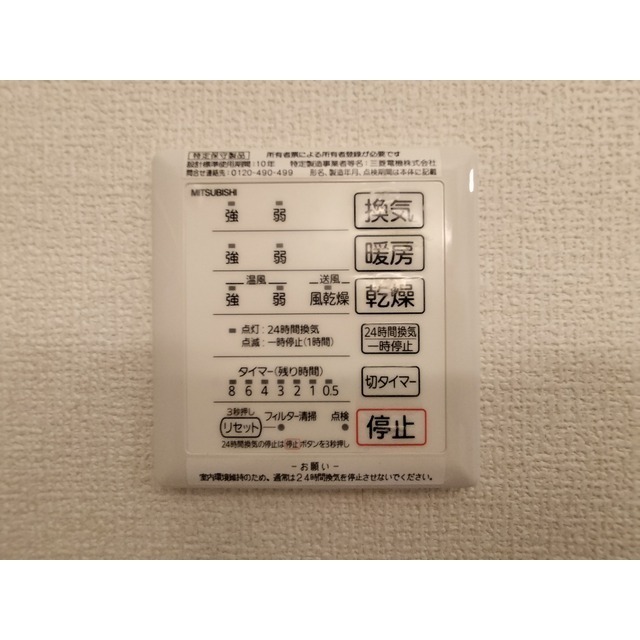 特定保守製品 所有者票による所有者登録が必要です
設計標準使用期間:10年 特定製造事業者等名:三菱電機株式会社
問合せ連絡先:0120-490-499 形名、製造年月、点検期間は本体に記載
MITSUBISHI
強 弱 換気
強 弱 暖房
温風 送風
強 弱 風乾燥 乾燥
点灯:24時間換気
点滅:一時停止(1時間)
24時間換気
一時停止
タイマー(残り時間)
8 6 4 3 2 1 0.5
切タイマー
3秒押し
リセット フィルター清掃 点検
停止
24時間換気の停止は停止ボタンを3秒押し
-お願い-
室内環境維持のため、通常は24時間換気を停止させないでください。